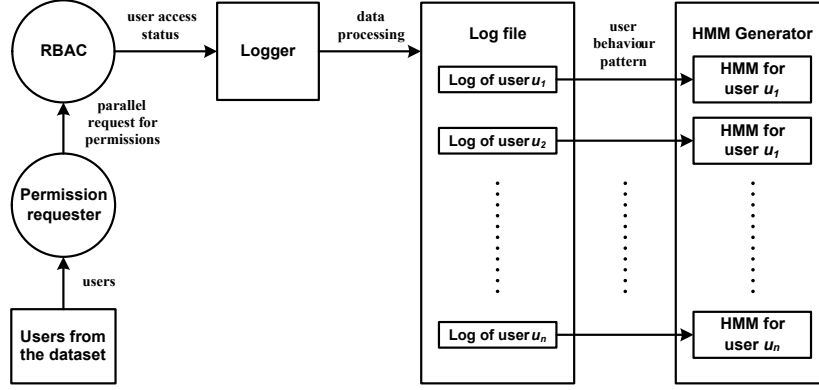 RBAC
user access
status
Logger
data
processing
Log file
user
behaviour
pattern
HMM Generator
Log of user u1
HMM for
user u1
parallel
request for
permissions
Log of user u2
HMM for
user u1
Permission
requester
users
Users from
the dataset
Log of user un
HMM for
user un